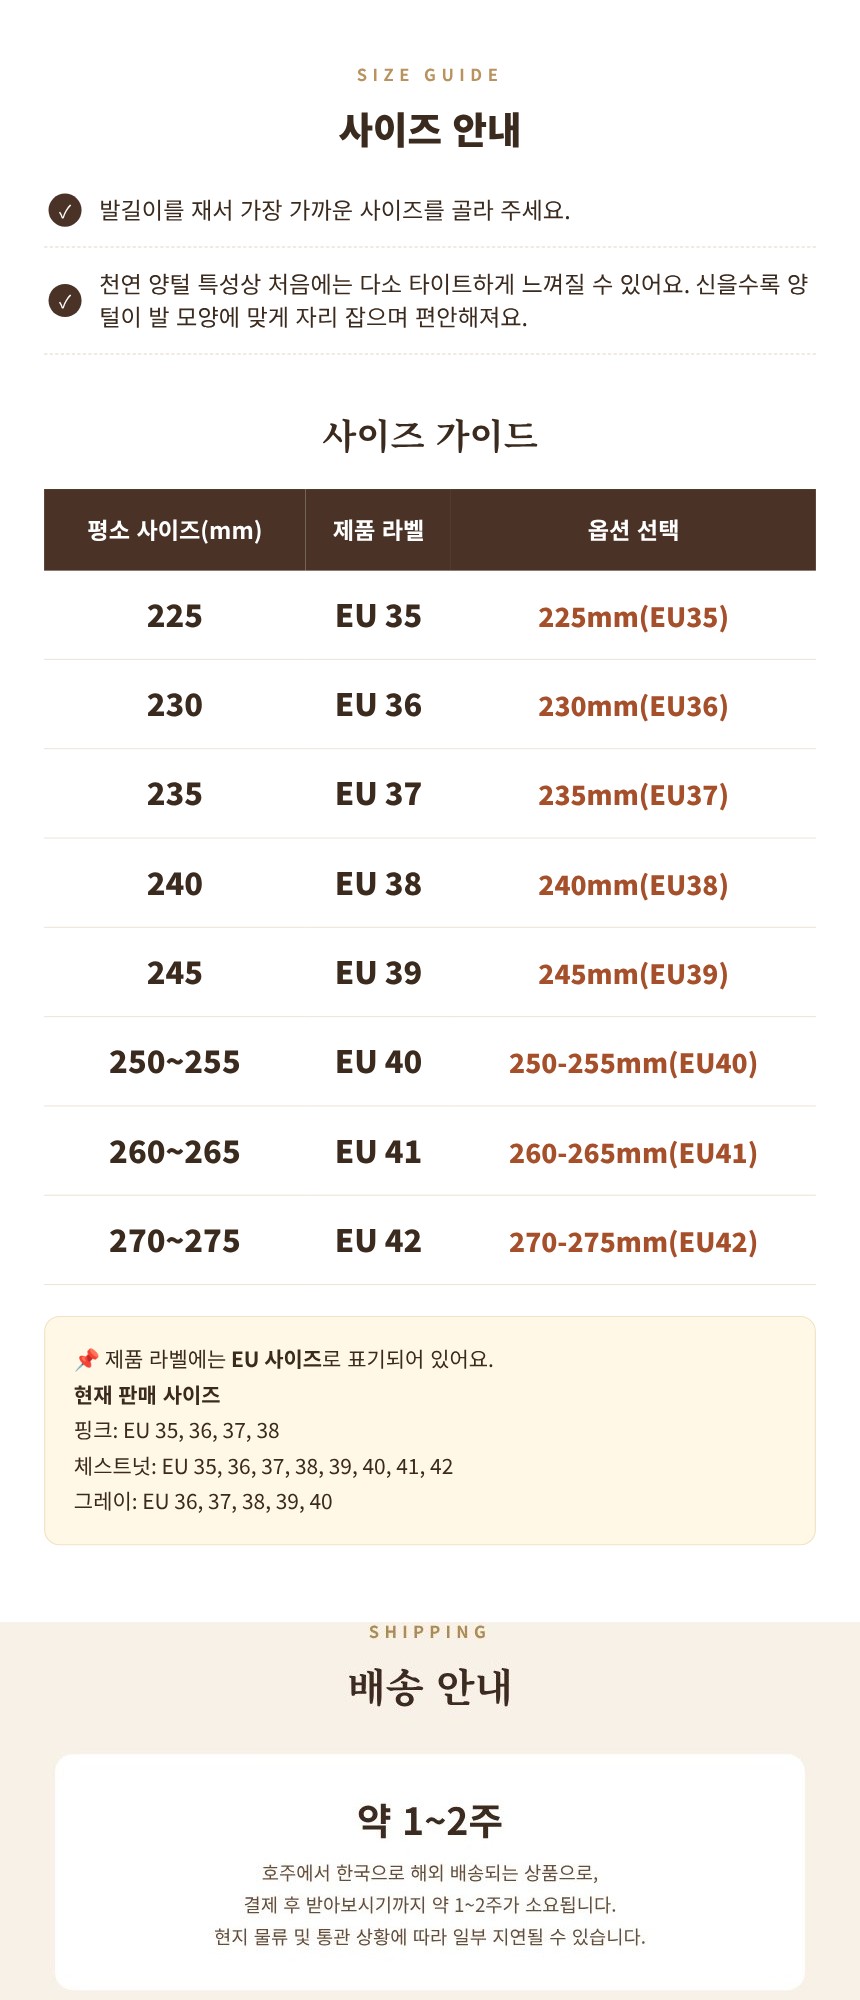 SIZE GUIDE
사이즈 안내
✓ 발길이를 재서 가장 가까운 사이즈를 골라 주세요.
✓ 천연 양털 특성상 처음에는 다소 타이트하게 느껴질 수 있어요. 신을수록 양
털이 발 모양에 맞게 자리 잡으며 편안해져요.
사이즈 가이드
평소 사이즈(mm) 제품 라벨 옵션 선택
225 EU 35 225mm(EU35)
230 EU 36 230mm(EU36)
235 EU 37 235mm(EU37)
240 EU 38 240mm(EU38)
245 EU 39 245mm(EU39)
250~255 EU 40 250-255mm(EU40)
260~265 EU 41 260-265mm(EU41)
270~275 EU 42 270-275mm(EU42)
📌 제품 라벨에는 EU 사이즈로 표기되어 있어요.
현재 판매 사이즈
핑크: EU 35, 36, 37, 38
체스트넛: EU 35, 36, 37, 38, 39, 40, 41, 42
그레이: EU 36, 37, 38, 39, 40
SHIPPING
배송 안내
약 1~2주
호주에서 한국으로 해외 배송되는 상품으로,
결제 후 받아보시기까지 약 1~2주가 소요됩니다.
현지 물류 및 통관 상황에 따라 일부 지연될 수 있습니다.